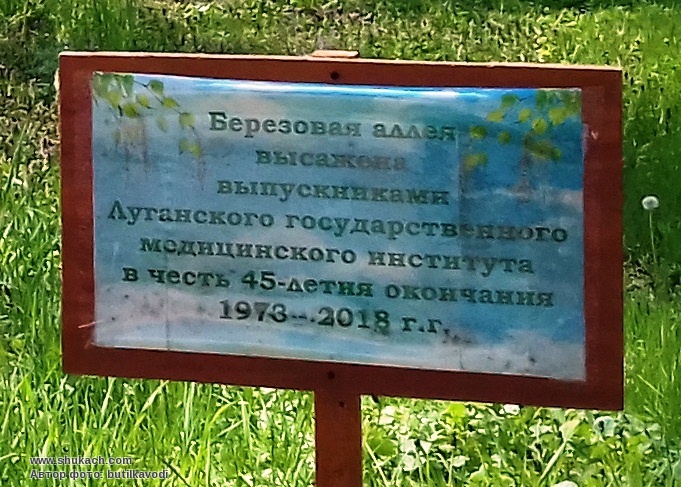 Березовая аллея
высажена
выпускниками
Луганского государственного
медицинского института
в честь 45-летия окончания
1973-2018 г.г.
www.shukach.com
Автор фото: butilkavodi